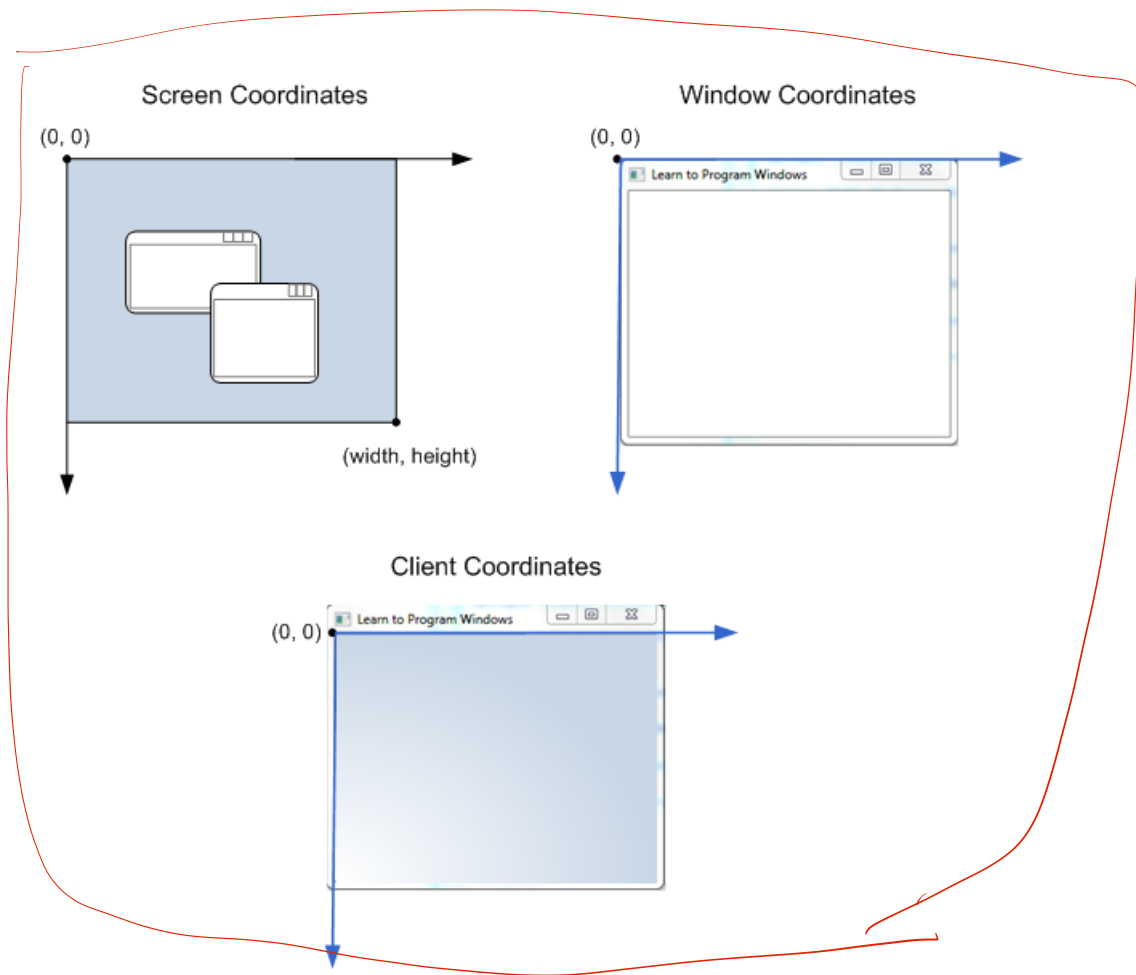 Screen Coordinates
(0, 0)
(width, height)
Window Coordinates
(0, 0)
Learn to Program Windows
Client Coordinates
Learn to Program Windows
(0, 0)